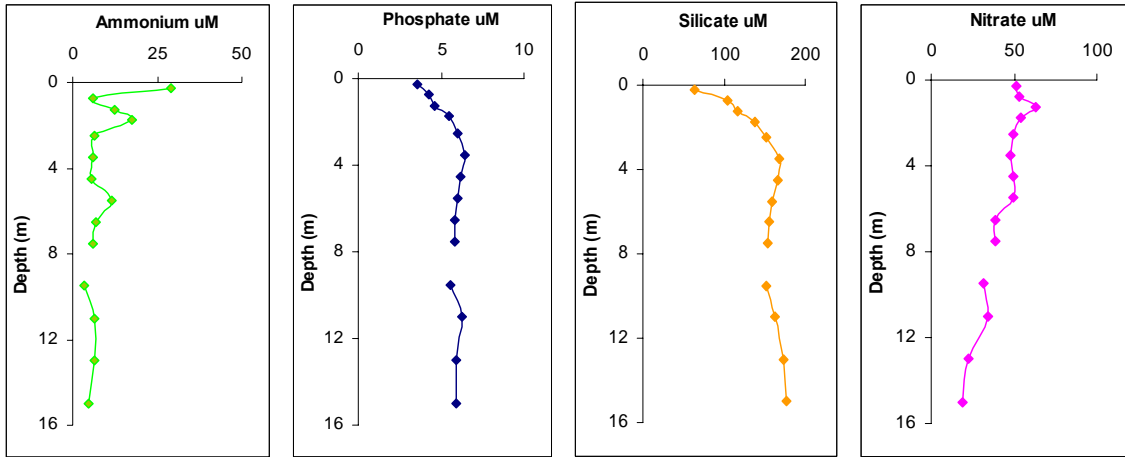 Ammonium uM
0 25 50
0
4
8
12
16
Depth (m)
Phosphate uM
0 5 10
0
4
8
12
16
Depth (m)
Silicate uM
0 100 200
0
4
8
12
16
Depth (m)
Nitrate uM
0 50 100
0
4
8
12
16
Depth (m)